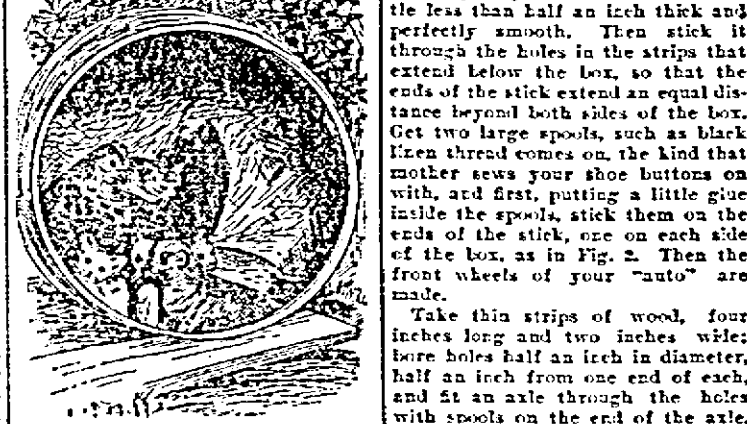 tle less than half an inch thick and
perfectly smooth. Then stick it
through the holes in the strips that
extend below the box, so that the
ends of the stick extend an equal dis-
tance beyond both sides of the box.
Get two large spools, such as black
linen thread comes on, the kind that
mother sews your shoe buttons on
with, and first, putting a little glue
inside the spools, stick them on the
ends of the stick, one on each side
of the box, as in Fig. 2. Then the
front wheels of your "auto" are
made.
Take thin strips of wood, four
inches long and two inches wide;
bore holes half an inch in diameter,
half an inch from one end of each,
and fit an axle through the holes
with spools on the end of the axle,